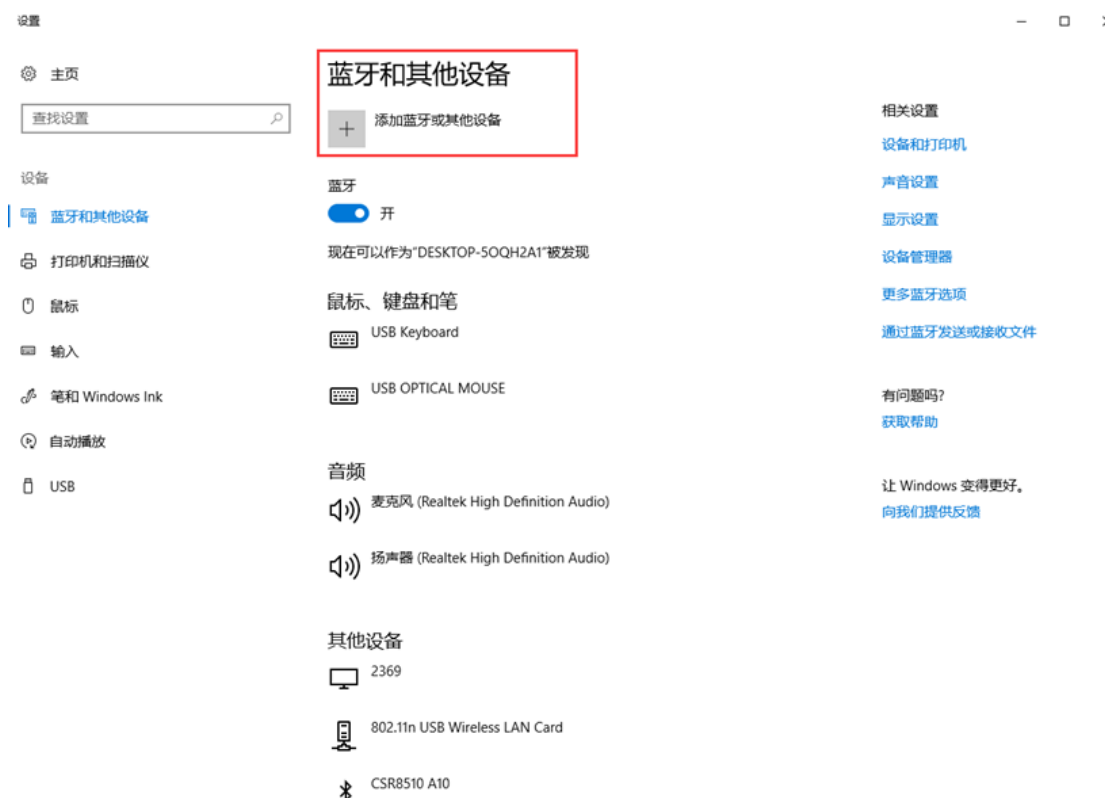 设置
主页
查找设置
设备
蓝牙和其他设备
打印机和扫描仪
鼠标
输入
笔和 Windows Ink
自动播放
USB
蓝牙和其他设备
添加蓝牙或其他设备
蓝牙
开
现在可以作为"DESKTOP-5OQH2A1"被发现
鼠标、键盘和笔
USB Keyboard
USB OPTICAL MOUSE
音频
麦克风 (Realtek High Definition Audio)
扬声器 (Realtek High Definition Audio)
其他设备
2369
802.11n USB Wireless LAN Card
CSR8510 A10
相关设置
设备和打印机
声音设置
显示设置
设备管理器
更多蓝牙选项
通过蓝牙发送或接收文件
有问题吗?
获取帮助
让 Windows 变得更好。
向我们提供反馈